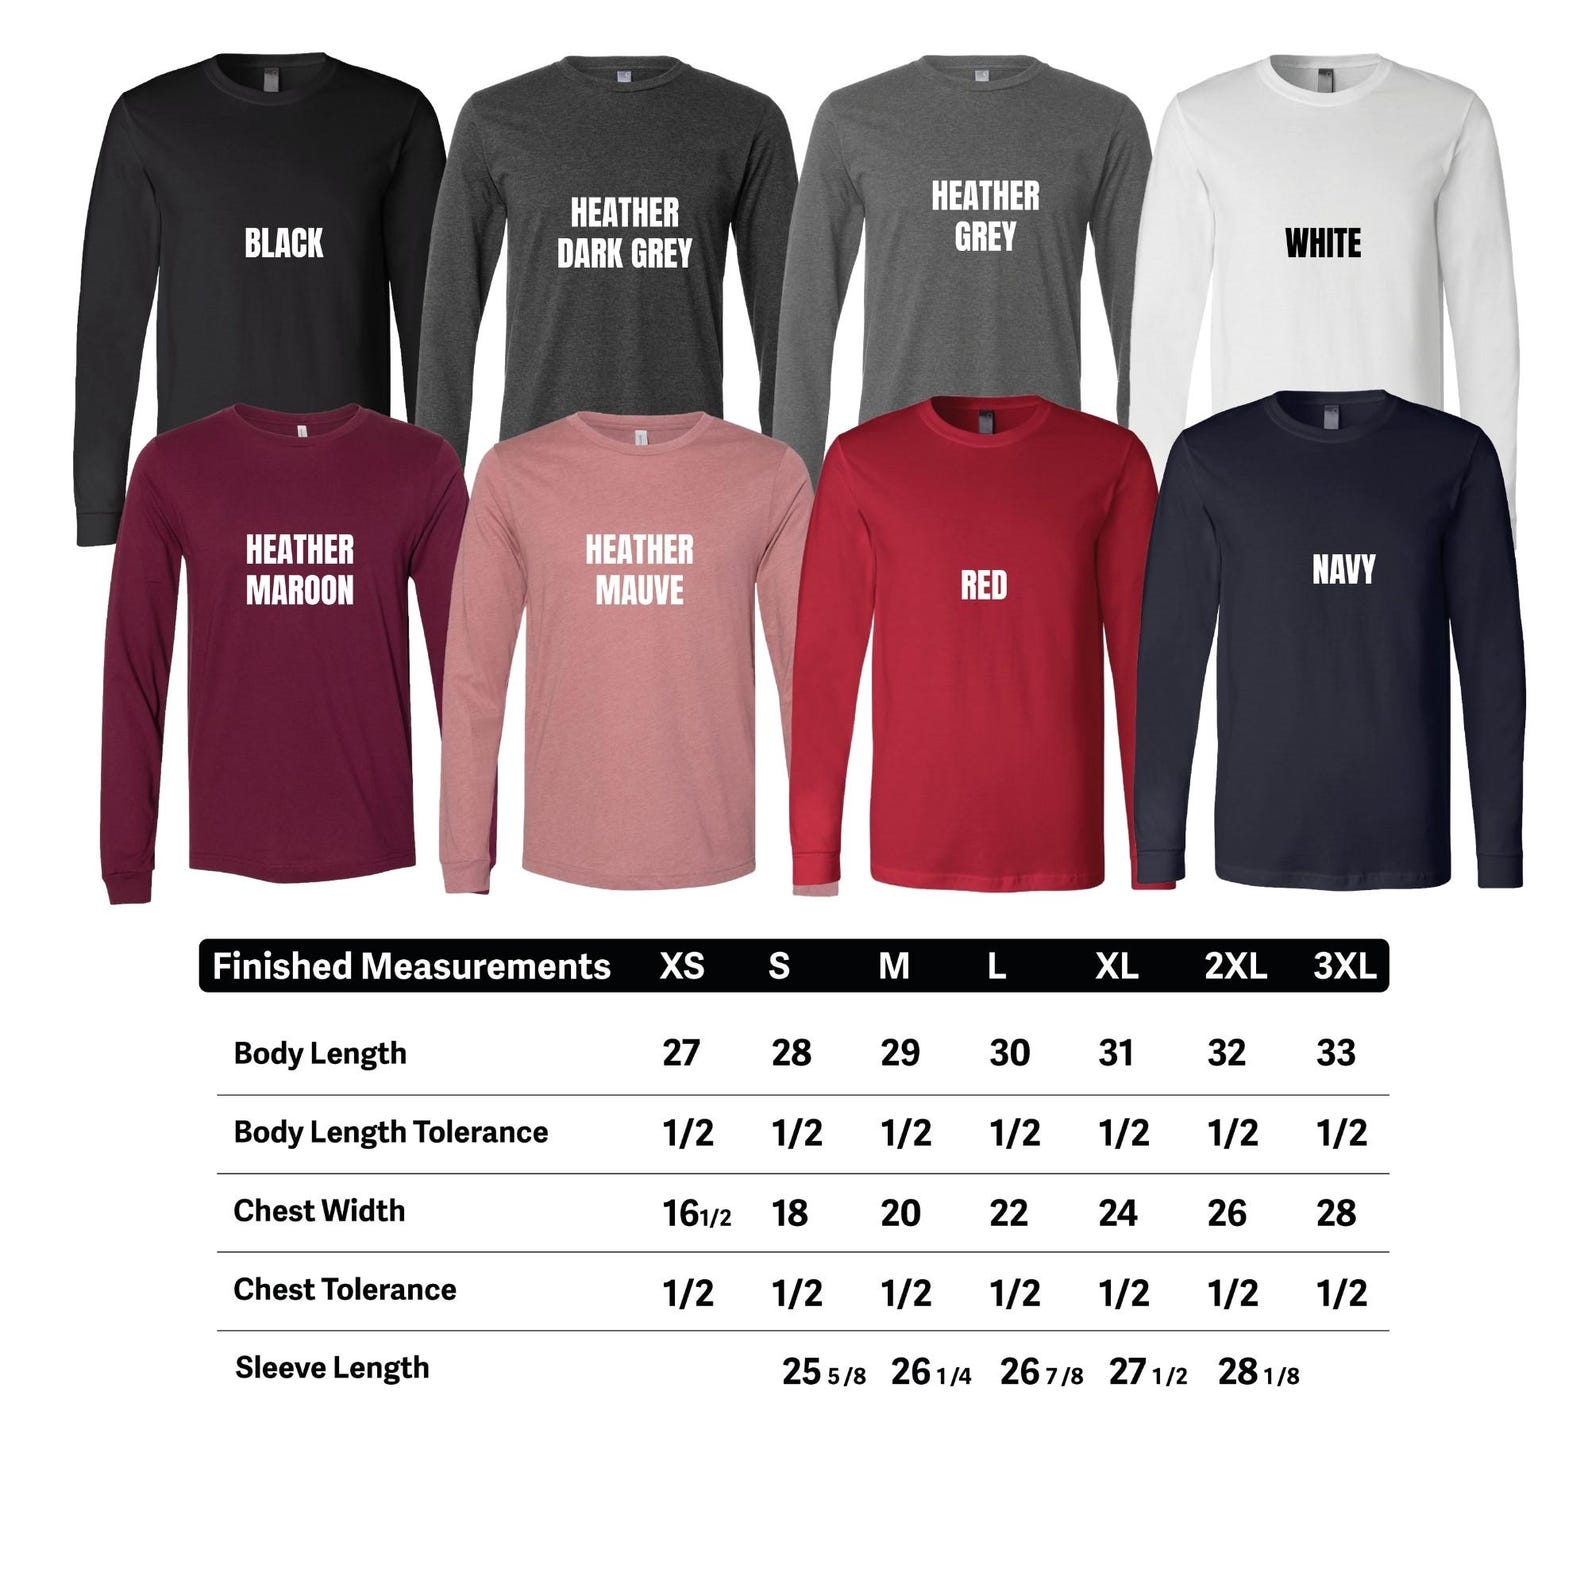 BLACK
HEATHER
DARK GREY
HEATHER
GREY
WHITE
HEATHER
MAROON
HEATHER
MAUVE
RED
NAVY
Finished Measurements XS S M L XL 2XL 3XL
Body Length 27 28 29 30 31 32 33
Body Length Tolerance 1/2 1/2 1/2 1/2 1/2 1/2 1/2
Chest Width 16 1/2 18 20 22 24 26 28
Chest Tolerance 1/2 1/2 1/2 1/2 1/2 1/2 1/2
Sleeve Length 25 5/8 26 1/4 26 7/8 27 1/2 28 1/8